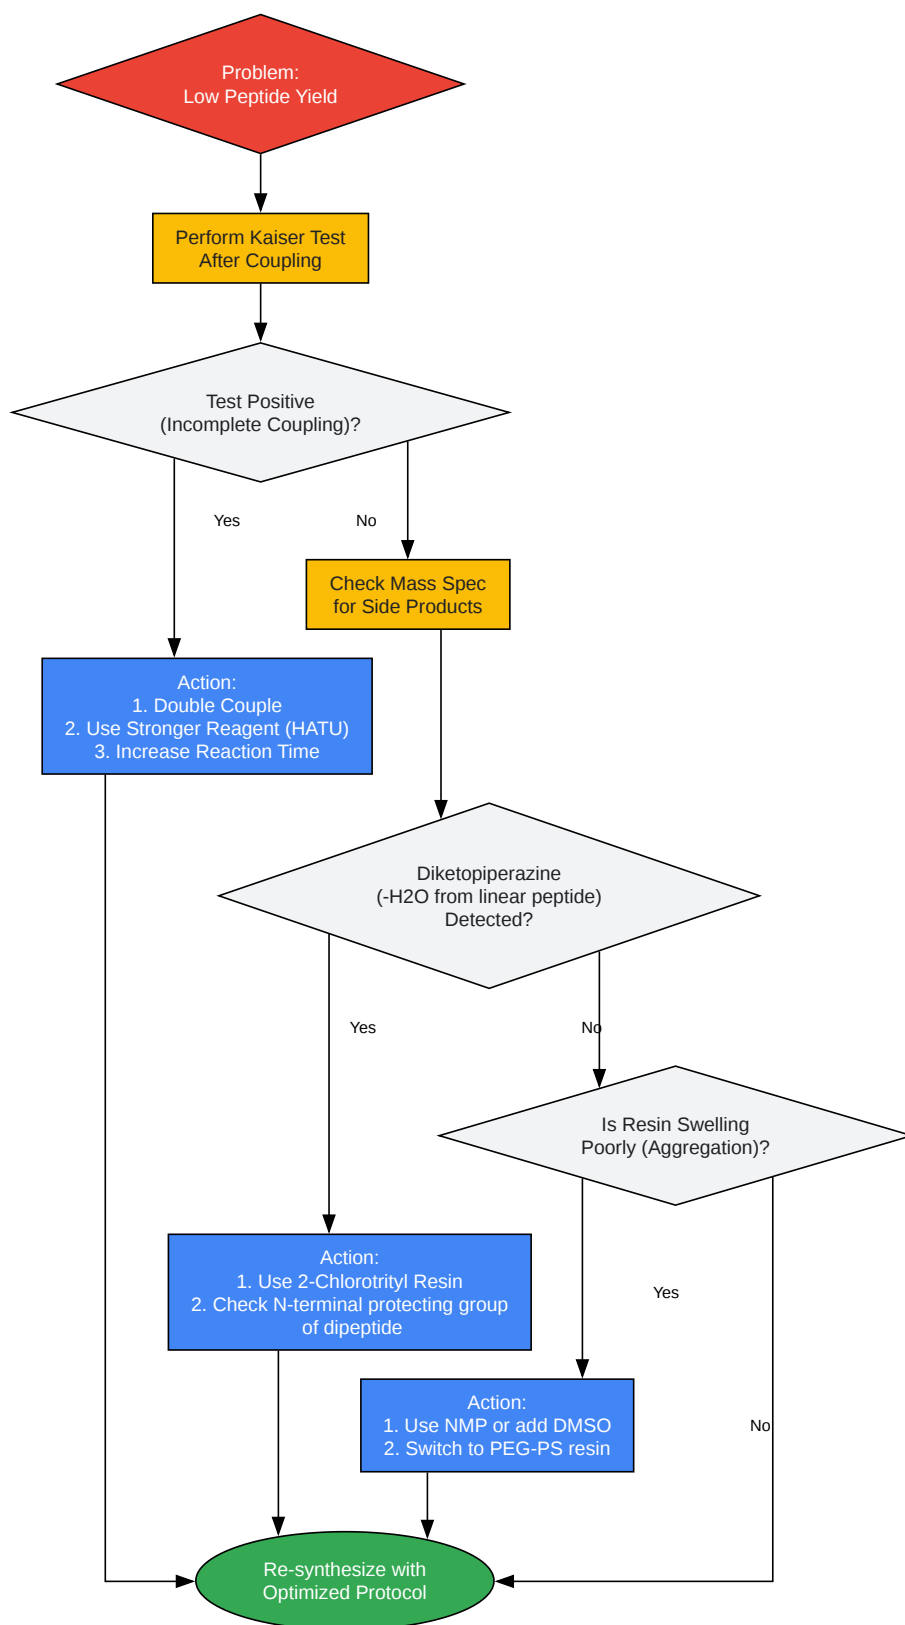 Problem:
Low Peptide Yield
Perform Kaiser Test
After Coupling
Test Positive
(Incomplete Coupling)?
Yes
No
Check Mass Spec
for Side Products
Action:
1. Double Couple
2. Use Stronger Reagent (HATU)
3. Increase Reaction Time
Diketopiperazine
(-H2O from linear peptide)
Detected?
Yes
No
Is Resin Swelling
Poorly (Aggregation)?
Action:
1. Use 2-Chlorotrityl Resin
2. Check N-terminal protecting group
of dipeptide
Yes
Action:
1. Use NMP or add DMSO
2. Switch to PEG-PS resin
No
Re-synthesize with
Optimized Protocol